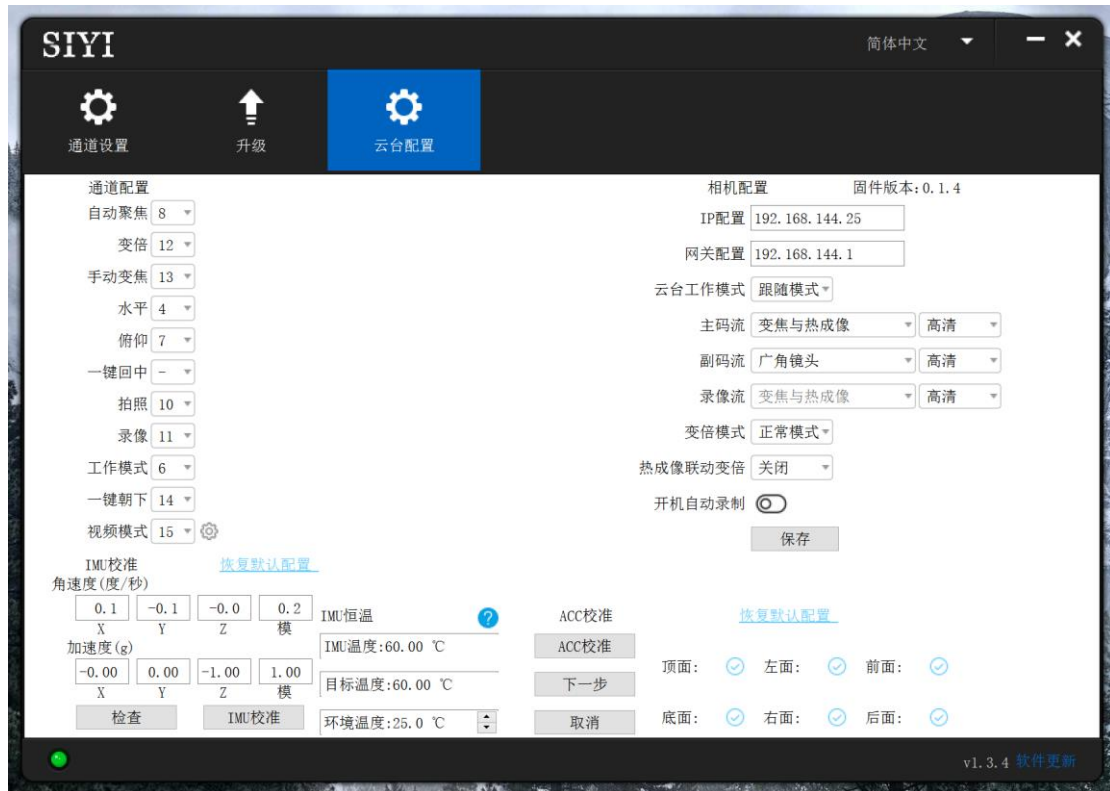 SIYI
简体中文
通道设置
升级
云台配置
通道配置
自动聚焦 8
变倍 12
手动变焦 13
水平 4
俯仰 7
一键回中 -
拍照 10
录像 11
工作模式 6
一键朝下 14
视频模式 15
相机配置 固件版本:0.1.4
IP配置 192.168.144.25
网关配置 192.168.144.1
云台工作模式 跟随模式
主码流 变焦与热成像 高清
副码流 广角镜头 高清
录像流 变焦与热成像 高清
变倍模式 正常模式
热成像联动变倍 关闭
开机自动录制
保存
IMU校准 恢复默认配置
角速度(度/秒)
0.1 -0.1 -0.0 0.2
X Y Z 模
加速度(g)
-0.00 0.00 -1.00 1.00
X Y Z 模
检查 IMU校准
IMU恒温 ?
IMU温度:60.00 ℃
目标温度:60.00 ℃
环境温度:25.0 ℃
ACC校准 恢复默认配置
ACC校准
下一步
取消
顶面: 左面: 前面:
底面: 右面: 后面:
v1.3.4 软件更新